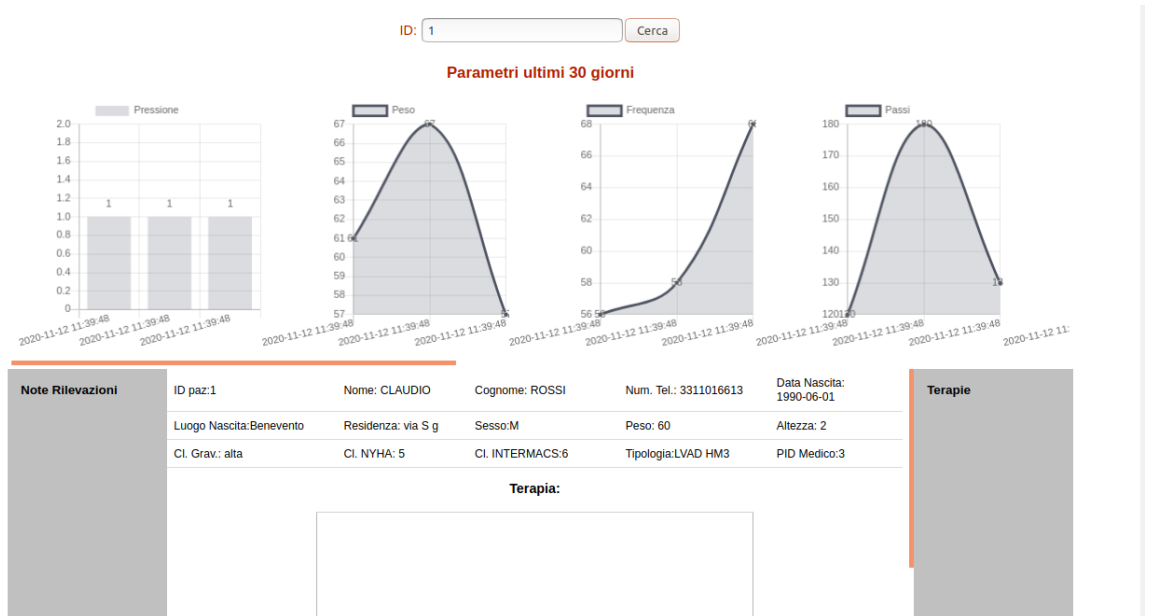 ID: 1 Cerca
Parametri ultimi 30 giorni
Pressione
2.0
1.8
1.6
1.4
1.2
1.0
0.8
0.6
0.4
0.2
0
1 1 1
2020-11-12 11:39:48 2020-11-12 11:39:48 2020-11-12 11:39:48
Peso
67
66
65
64
63
62
61
60
59
58
57
61 67
2020-11-12 11:39:48 2020-11-12 11:39:48 2020-11-12 11:39:48
Frequenza
68
66
64
62
60
58
56
2020-11-12 11:39:48 2020-11-12 11:39:48 2020-11-12 11:39:48
Passi
180
170
160
150
140
130
120
180
2020-11-12 11:39:48 2020-11-12 11:39:48 2020-11-12 11:39:48
2020-11-12 11:
Note Rilevazioni
ID paz:1 Nome: CLAUDIO Cognome: ROSSI Num. Tel.: 3311016613 Data Nascita:
1990-06-01
Luogo Nascita:Benevento Residenza: via S g Sesso:M Peso: 60 Altezza: 2
Cl. Grav.: alta Cl. NYHA: 5 Cl. INTERMACS:6 Tipologia:LVAD HM3 PID Medico:3
Terapie
Terapia: